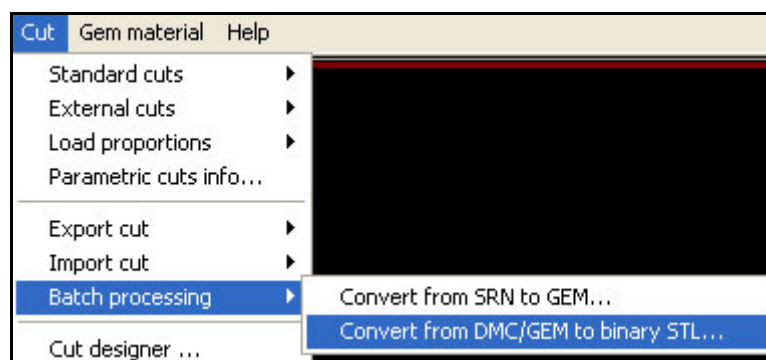 Cut Gem material Help
Standard cuts
External cuts
Load proportions
Parametric cuts info...
Export cut
Import cut
Batch processing
Convert from SRN to GEM...
Convert from DMC/GEM to binary STL...
Cut designer ...